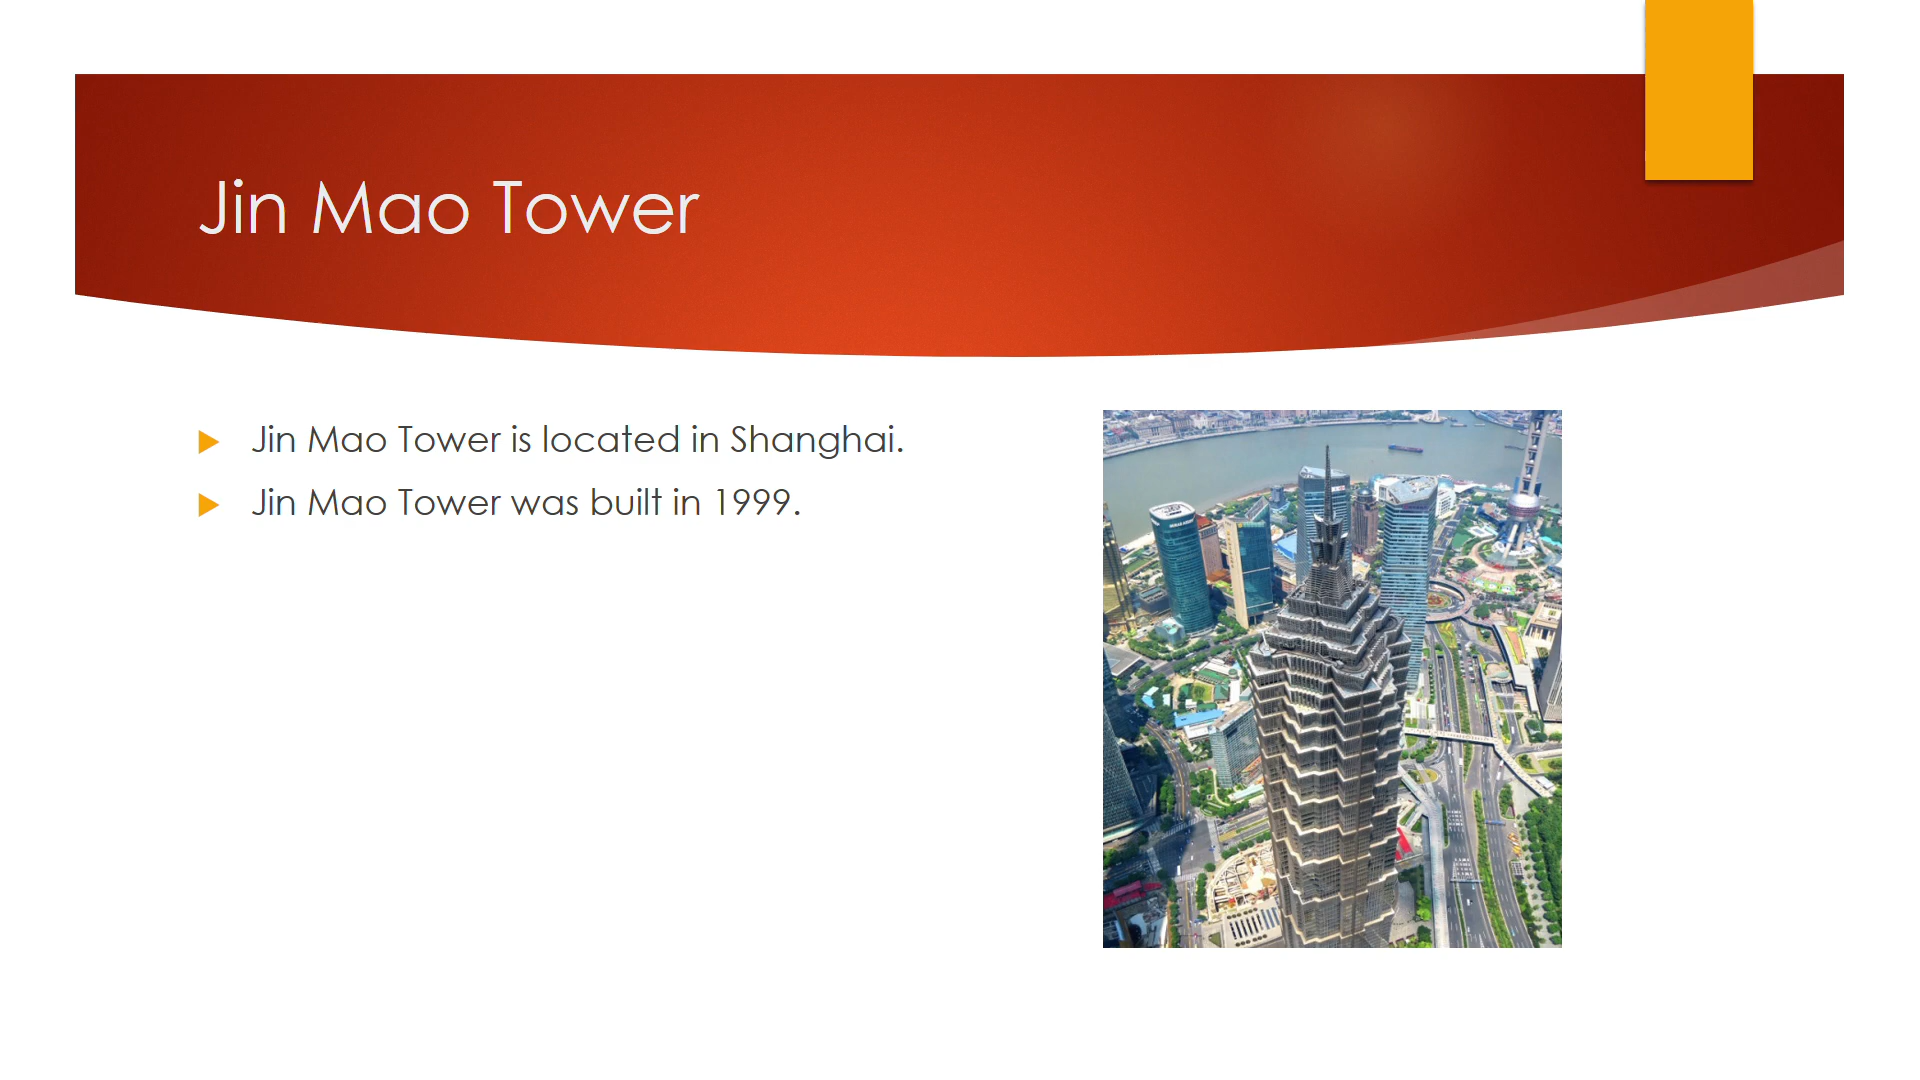 Jin Mao Tower
Jin Mao Tower is located in Shanghai.
Jin Mao Tower was built in 1999.